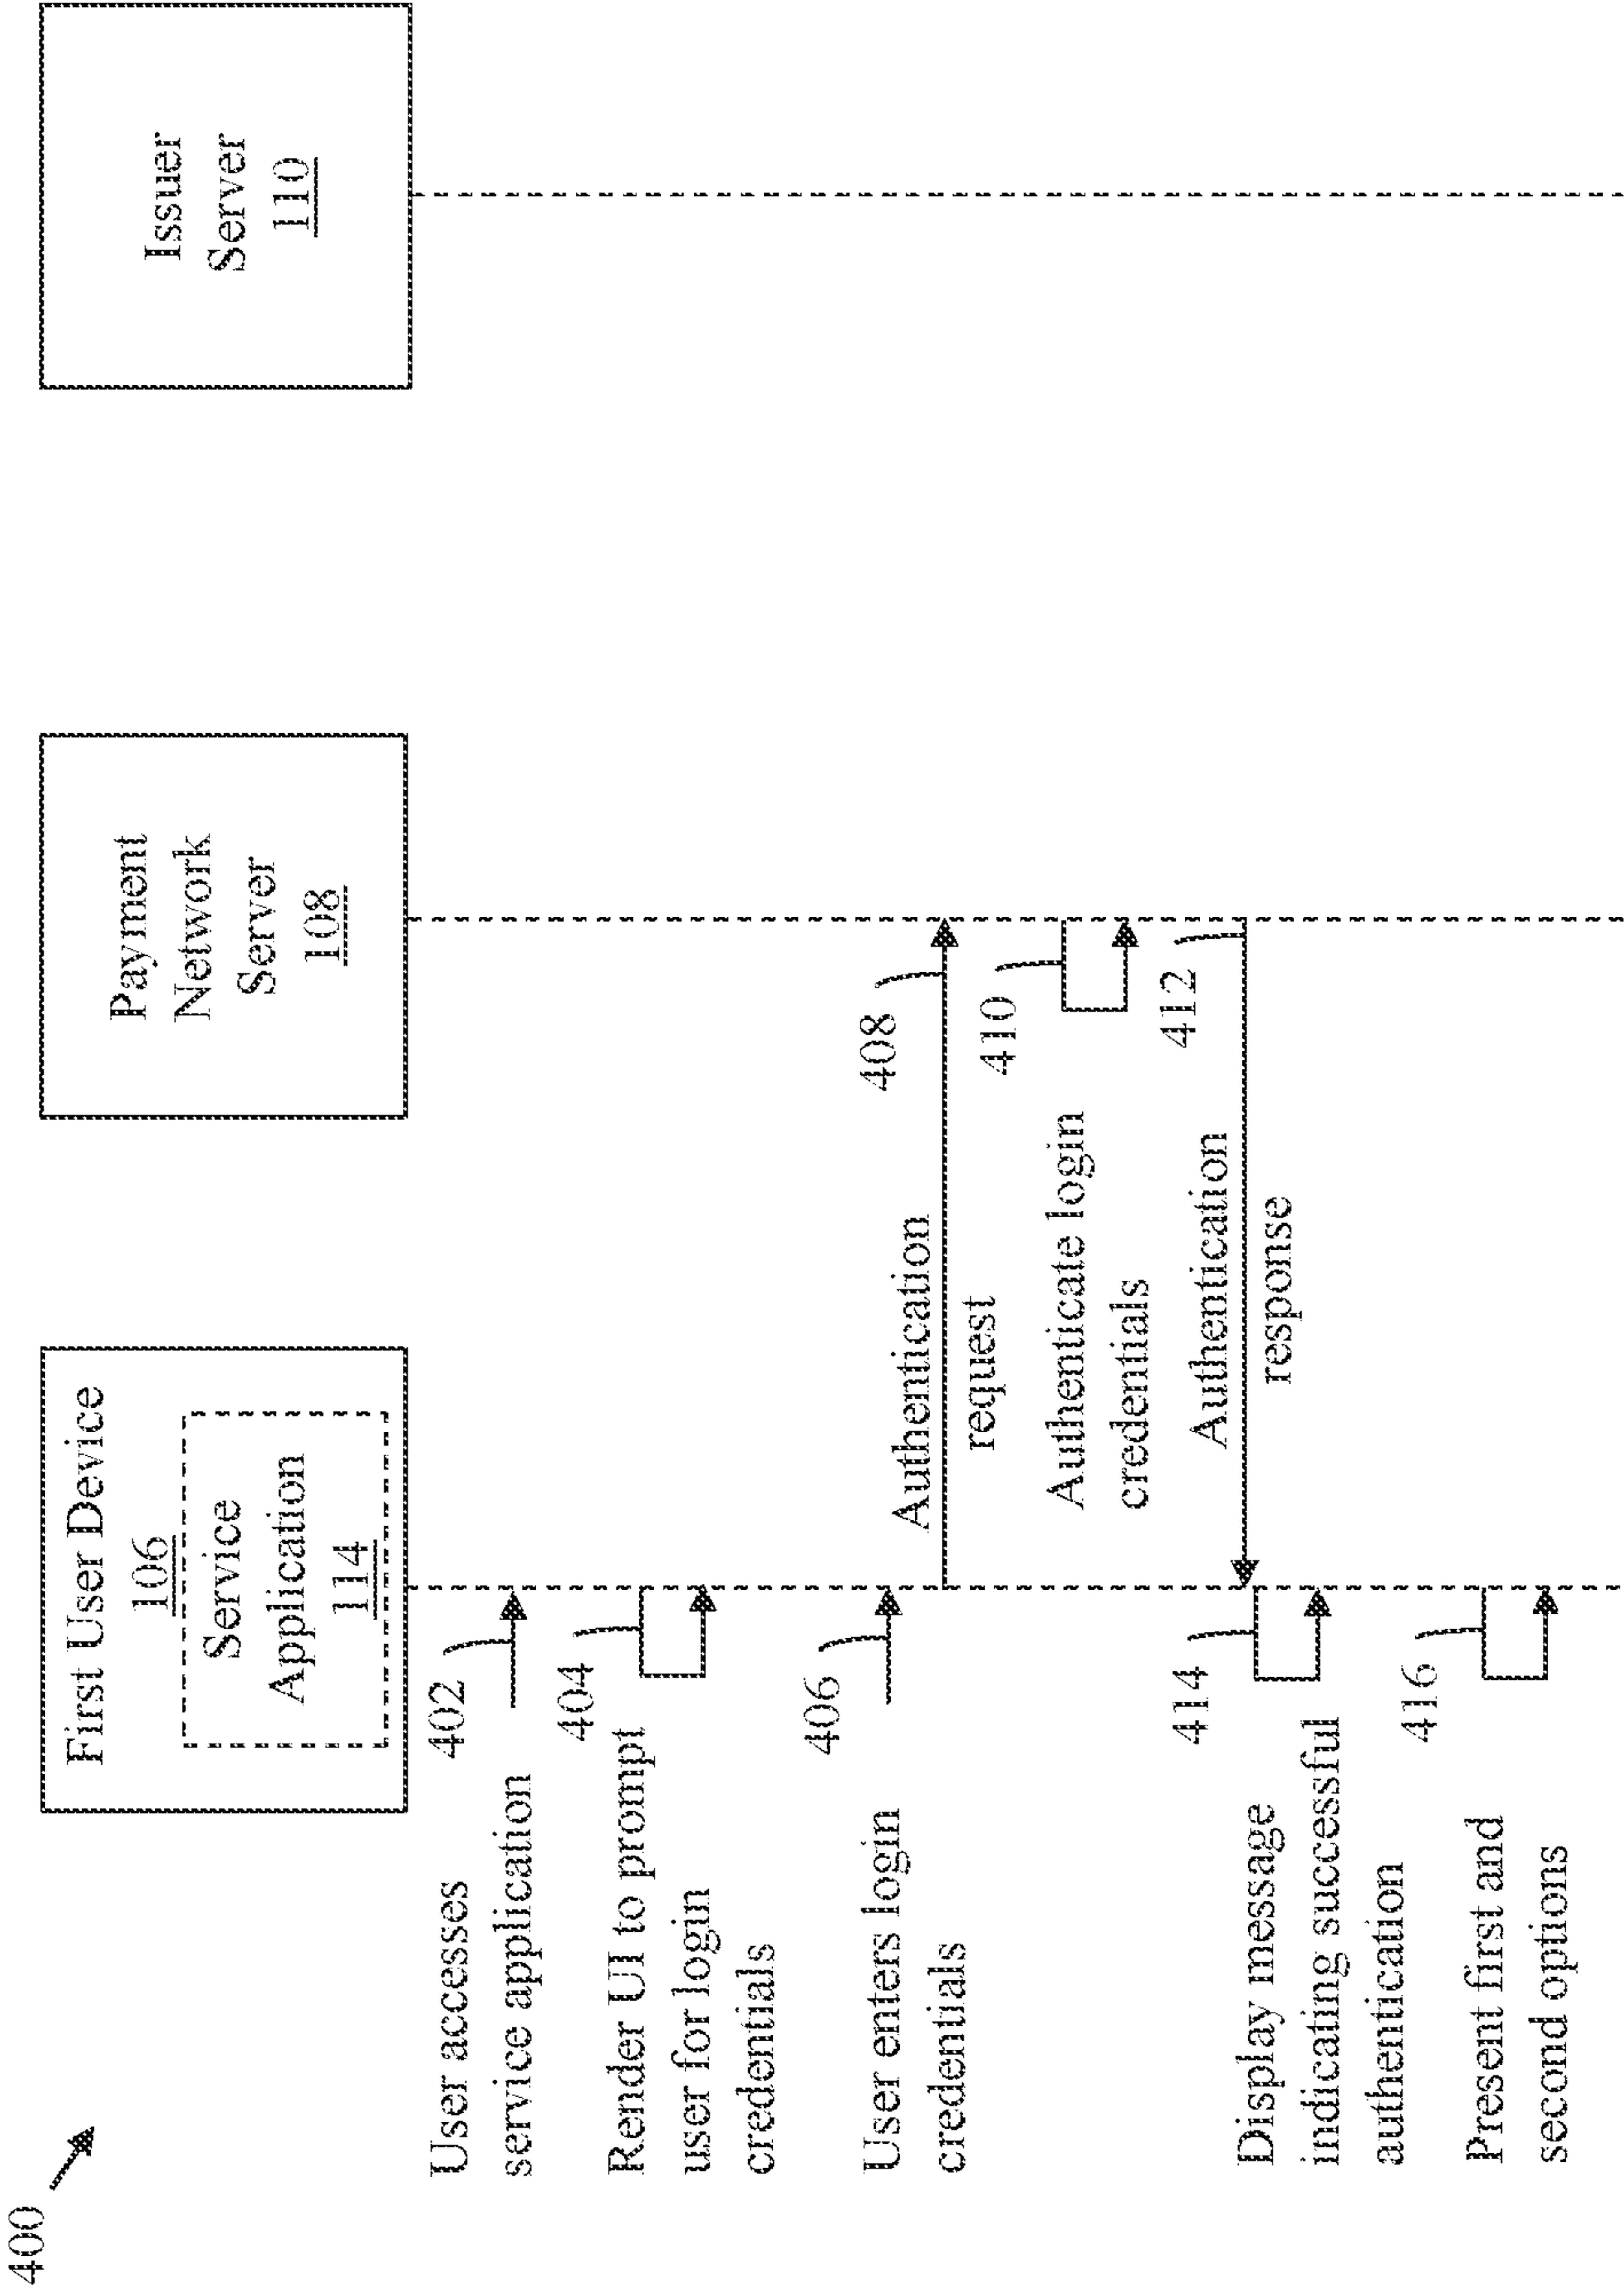 400
First User Device
106
Service
Application
114
Payment
Network
Server
108
Issuer
Server
110
402
User accesses
service application
404
Render UI to prompt
user for login
credentials
406
User enters login
credentials
408
Authentication
request
410
Authenticate login
credentials
412
Authentication
response
414
Display message
indicating successful
authentication
416
Present first and
second options